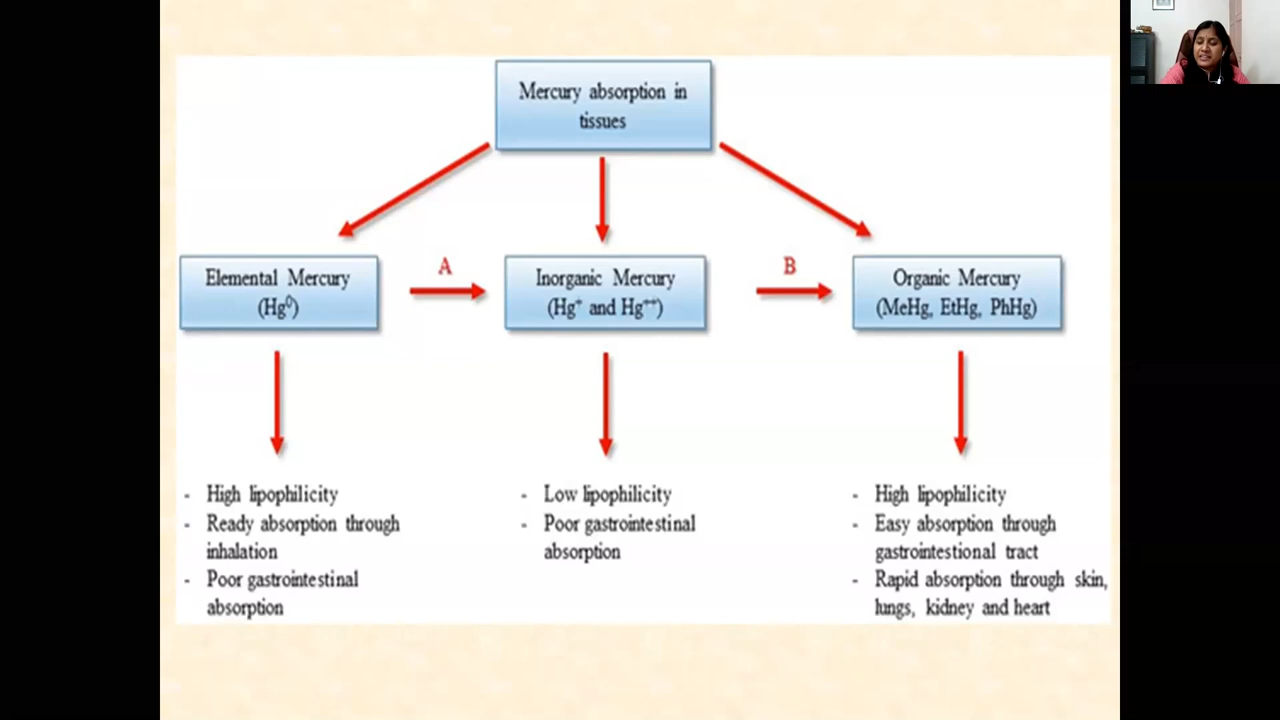 Mercury absorption in
tissues
A
B
Elemental Mercury
(Hg⁰)
Inorganic Mercury
(Hg⁺ and Hg⁺⁺)
Organic Mercury
(MeHg, EtHg, PhHg)
- High lipophilicity
- Ready absorption through
inhalation
- Poor gastrointestinal
absorption
- Low lipophilicity
- Poor gastrointestinal
absorption
- High lipophilicity
- Easy absorption through
gastrointestional tract
- Rapid absorption through skin,
lungs, kidney and heart